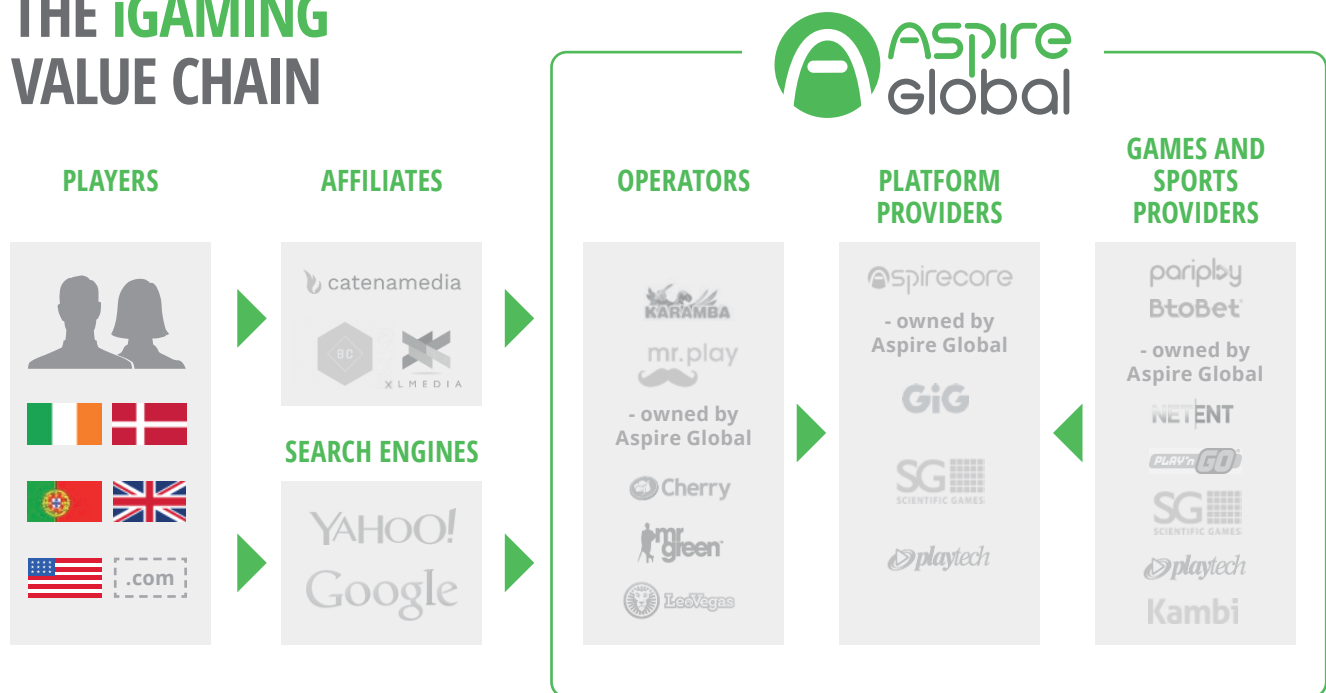 THE iGAMING
VALUE CHAIN
Aspire
Global
PLAYERS
.com
AFFILIATES
catenamedia
BC
XLMEDIA
SEARCH ENGINES
YAHOO!
Google
OPERATORS
KARAMBA
mr.play
- owned by
Aspire Global
Cherry
mr
green
LeoVegas
PLATFORM
PROVIDERS
Aspirecore
- owned by
Aspire Global
GiG
SG
SCIENTIFIC GAMES
playtech
GAMES AND
SPORTS
PROVIDERS
pariplay
BtoBet
- owned by
Aspire Global
NETENT
PLAY'n GO
SG
SCIENTIFIC GAMES
playtech
Kambi